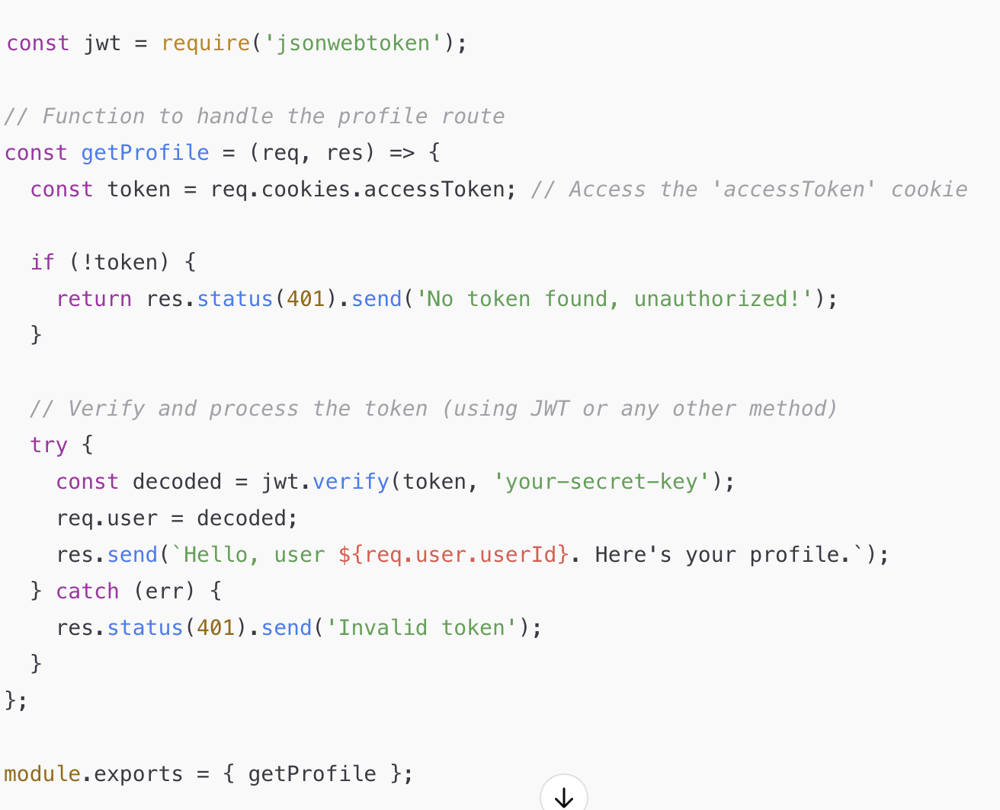 const jwt = require('jsonwebtoken');
// Function to handle the profile route
const getProfile = (req, res) => {
  const token = req.cookies.accessToken; // Access the 'accessToken' cookie
  if (!token) {
    return res.status(401).send('No token found, unauthorized!');
  }
  // Verify and process the token (using JWT or any other method)
  try {
    const decoded = jwt.verify(token, 'your-secret-key');
    req.user = decoded;
    res.send(`Hello, user ${req.user.userId}. Here's your profile.`);
  } catch (err) {
    res.status(401).send('Invalid token');
  }
};
module.exports = { getProfile };